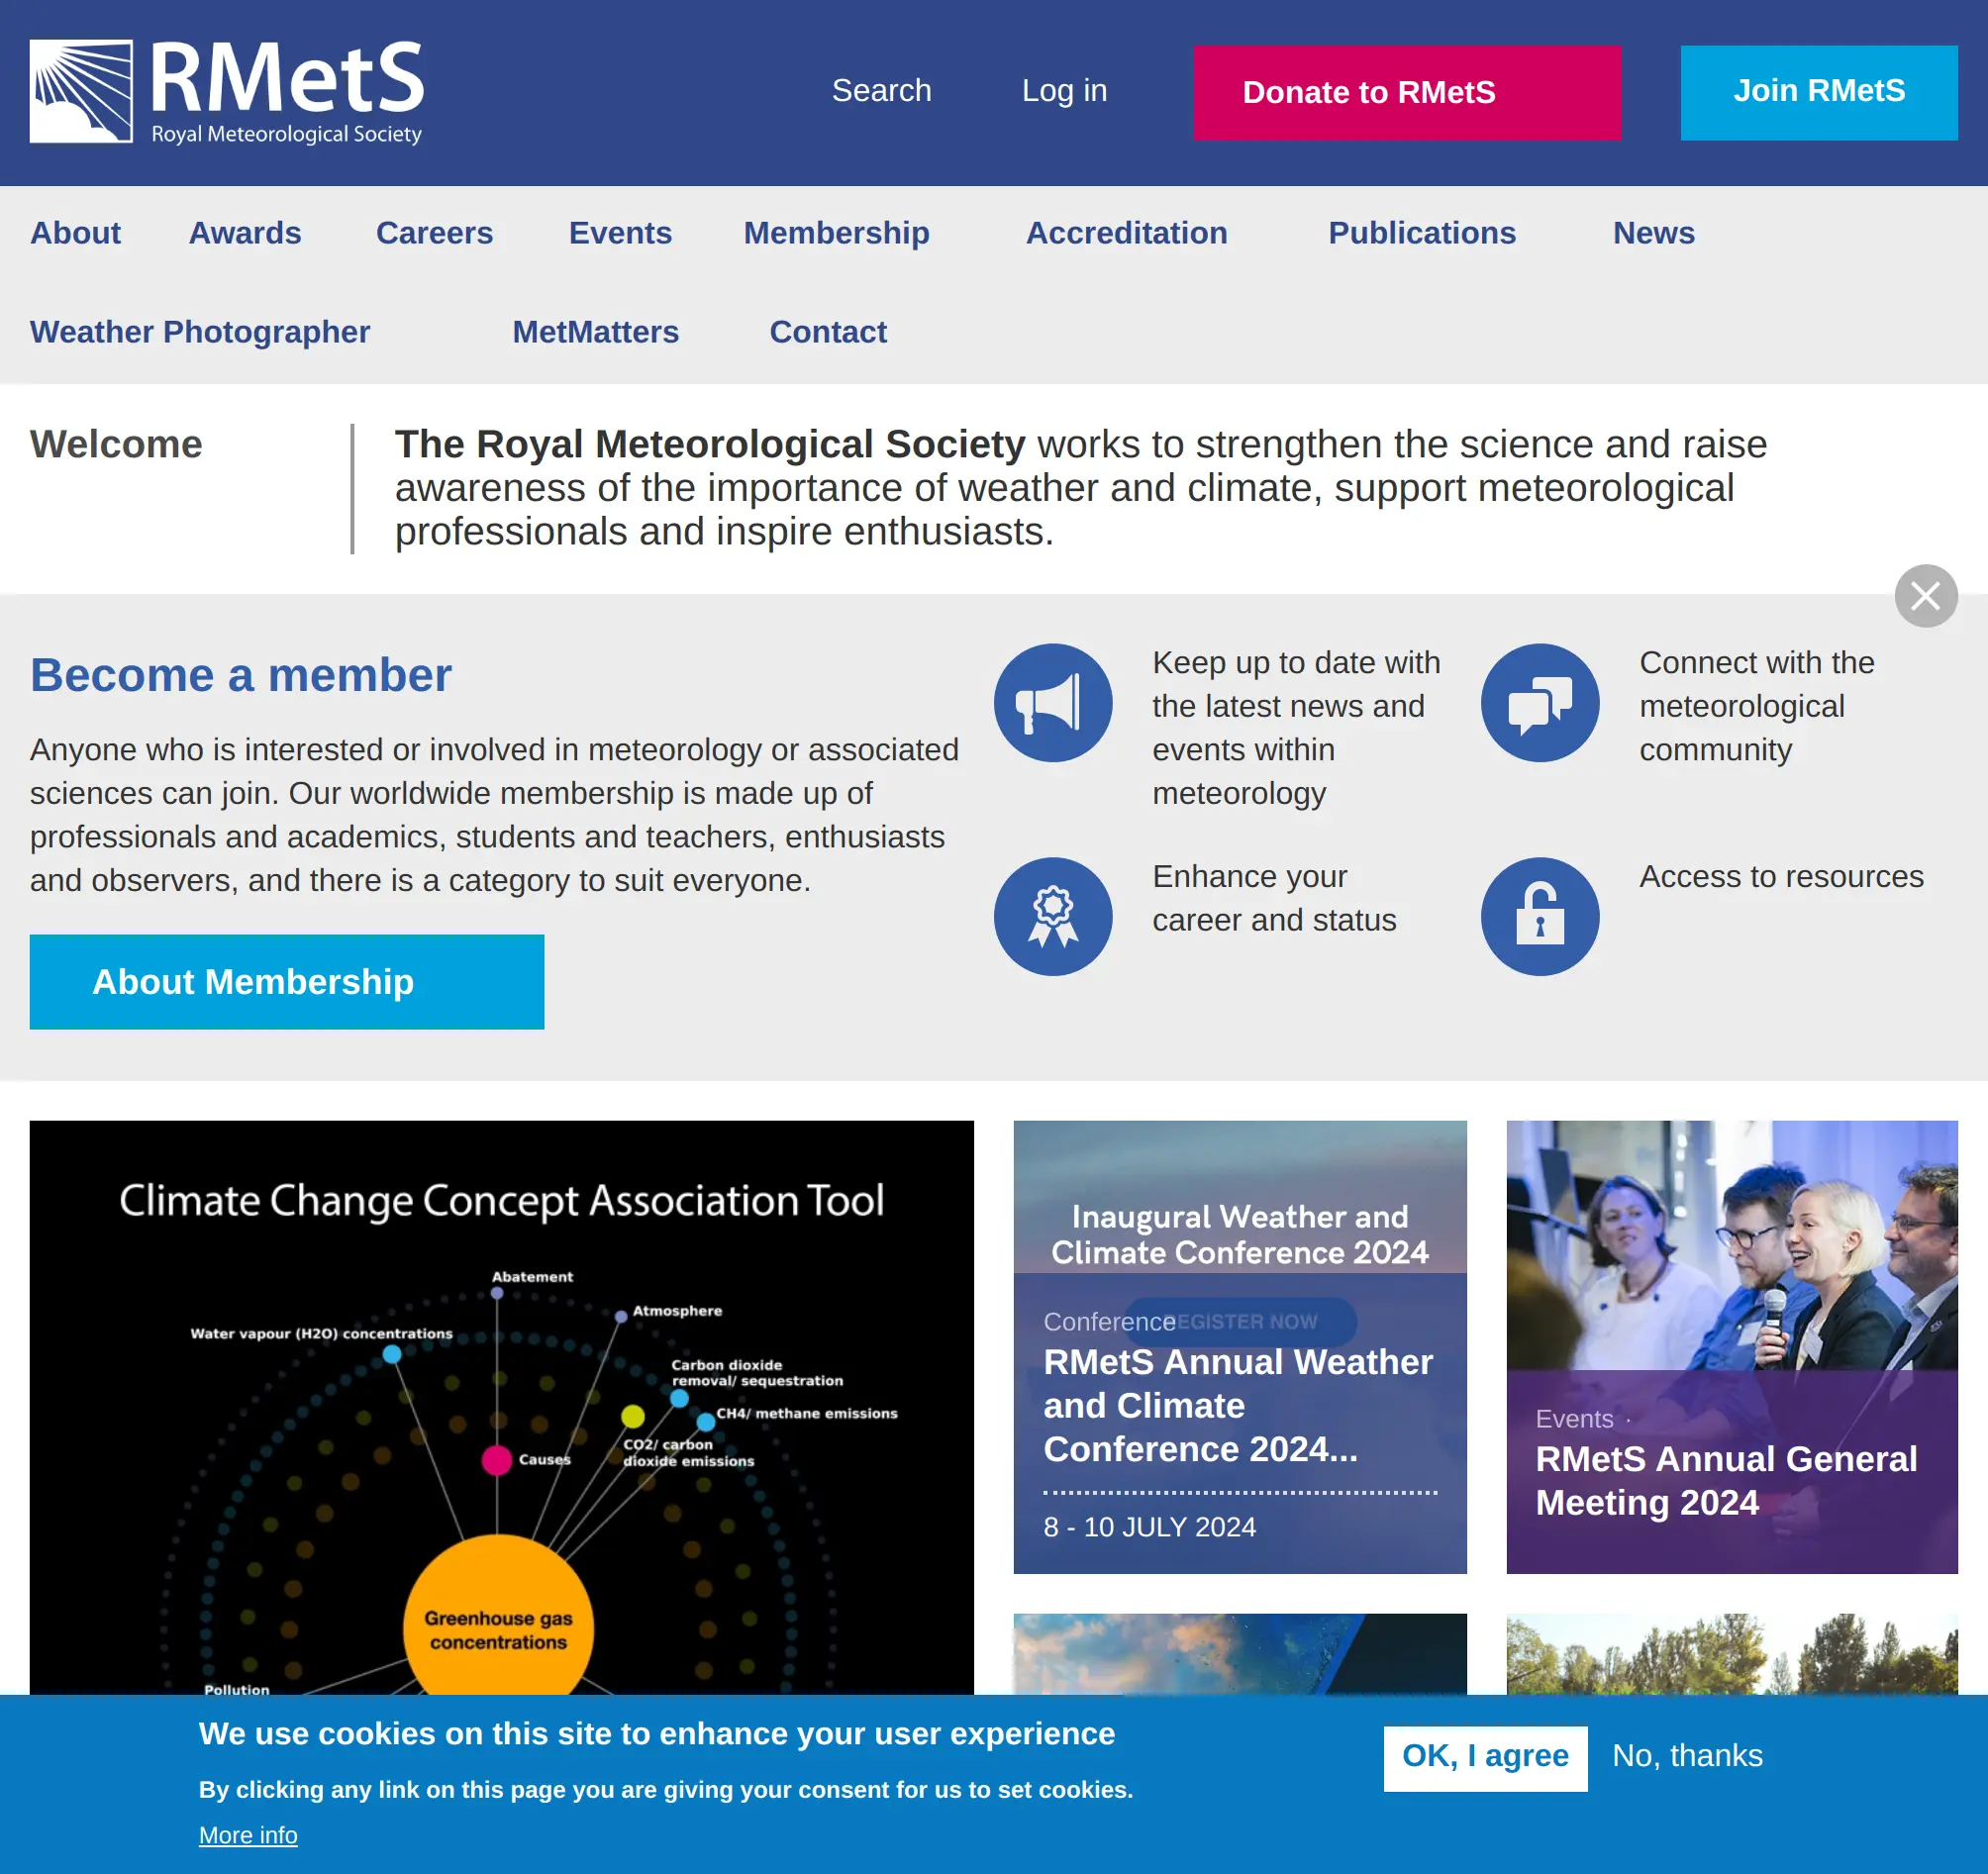 RMetS
Royal Meteorological Society
Search
Log in
Donate to RMetS
Join RMetS
About
Awards
Careers
Events
Membership
Accreditation
Publications
News
Weather Photographer
MetMatters
Contact
Welcome
The Royal Meteorological Society works to strengthen the science and raise
awareness of the importance of weather and climate, support meteorological
professionals and inspire enthusiasts.
Become a member
Anyone who is interested or involved in meteorology or associated
sciences can join. Our worldwide membership is made up of
professionals and academics, students and teachers, enthusiasts
and observers, and there is a category to suit everyone.
About Membership
Keep up to date with
the latest news and
events within
meteorology
Connect with the
meteorological
community
Enhance your
career and status
Access to resources
Climate Change Concept Association Tool
Abatement
Atmosphere
Water vapour (H2O) concentrations
Carbon dioxide
removal/ sequestration
CH4/ methane emissions
CO2/ carbon
dioxide emissions
Causes
Greenhouse gas
concentrations
Pollution
Inaugural Weather and
Climate Conference 2024
REGISTER NOW
Conference
RMetS Annual Weather
and Climate
Conference 2024...
8 - 10 JULY 2024
Events ·
RMetS Annual General
Meeting 2024
We use cookies on this site to enhance your user experience
By clicking any link on this page you are giving your consent for us to set cookies.
More info
OK, I agree
No, thanks